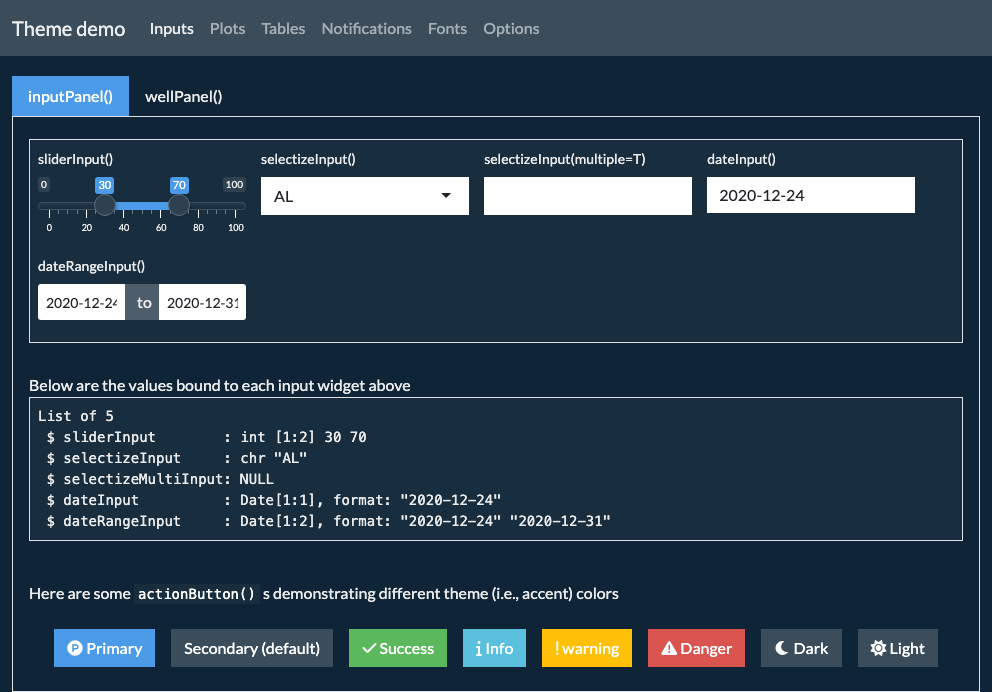 Theme demo Inputs Plots Tables Notifications Fonts Options
inputPanel() wellPanel()
sliderInput() selectizeInput() selectizeInput(multiple=T) dateInput()
0 30 70 100
AL 2020-12-24
0 20 40 60 80 100
dateRangeInput()
2020-12-24 to 2020-12-31
Below are the values bound to each input widget above
List of 5
$ sliderInput : int [1:2] 30 70
$ selectizeInput : chr "AL"
$ selectizeMultiInput: NULL
$ dateInput : Date[1:1], format: "2020-12-24"
$ dateRangeInput : Date[1:2], format: "2020-12-24" "2020-12-31"
Here are some actionButton() s demonstrating different theme (i.e., accent) colors
Primary Secondary (default) Success Info warning Danger Dark Light